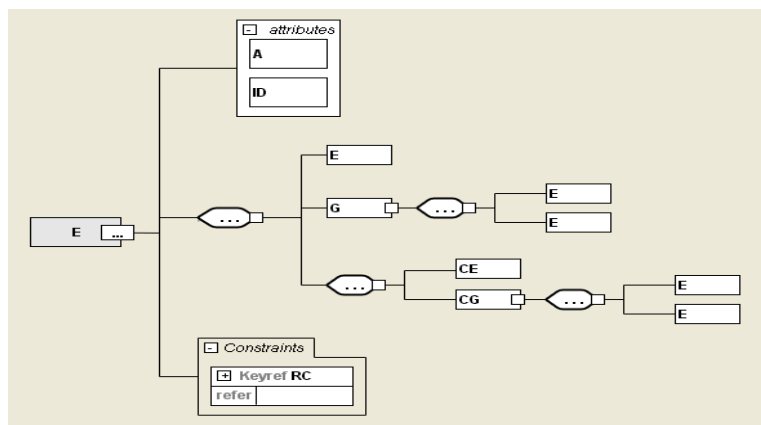 attributes
A
ID
E
G
E
E
E ...
...
...
...
CE
CG
...
E
E
Constraints
Keyref RC
refer